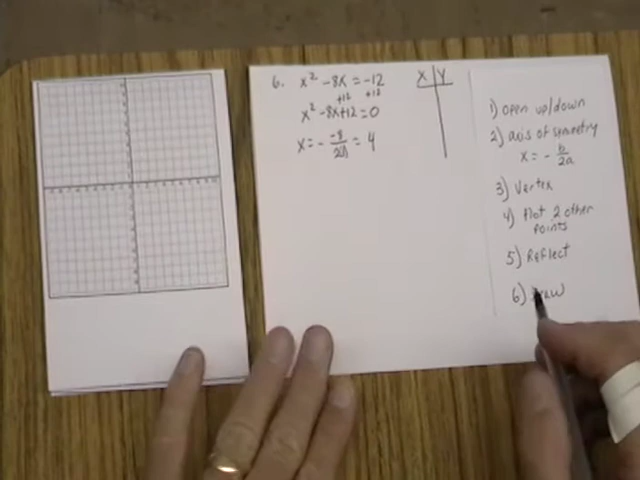 6. x² -8x = -12
+12 +12
x² -8x+12 = 0
x = - -8/2(1) = 4
X Y
1) open up/down
2) axis of symmetry
x = - b/2a
3) Vertex
4) Plot 2 other
points
5) Reflect
6) Draw